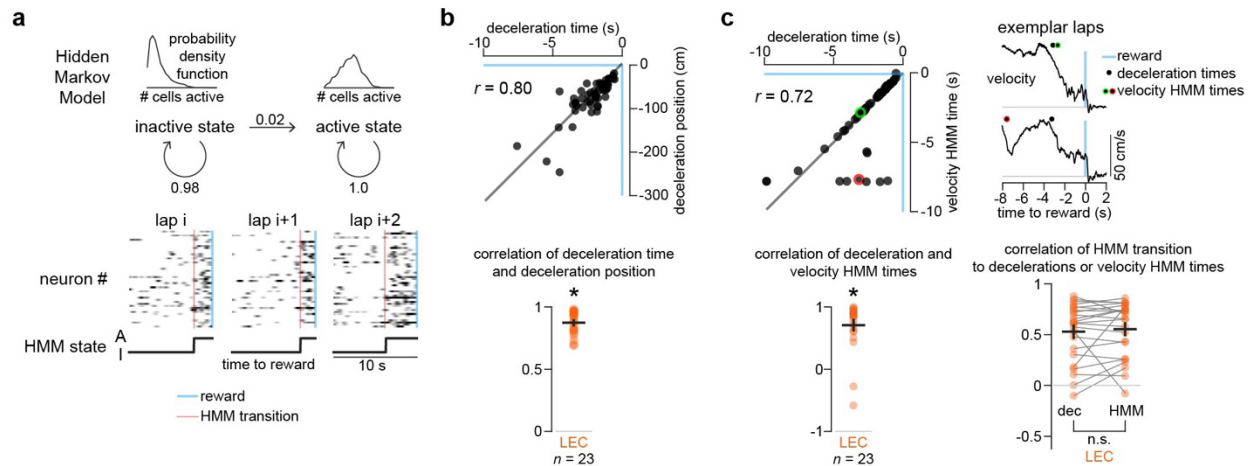 a
Hidden
Markov
Model
probability
density
function
# cells active
# cells active
inactive state
0.02
active state
0.98
1.0
lap i
lap i+1
lap i+2
neuron #
HMM state
A
I
time to reward
10 s
reward
HMM transition
b
deceleration time (s)
-10
-5
0
r = 0.80
0
-100
-200
-300
deceleration position (cm)
correlation of deceleration time
and deceleration position
*
1
0.5
0
LEC
n = 23
c
deceleration time (s)
-10
-5
0
r = 0.72
0
-5
-10
velocity HMM time (s)
exemplar laps
velocity
reward
deceleration times
velocity HMM times
50 cm/s
-8
-6
-4
-2
0
2
time to reward (s)
correlation of deceleration and
velocity HMM times
*
1
0
-1
LEC
n = 23
correlation of HMM transition
to decelerations or velocity HMM times
1
0.5
0
-0.5
dec
HMM
n.s.
LEC